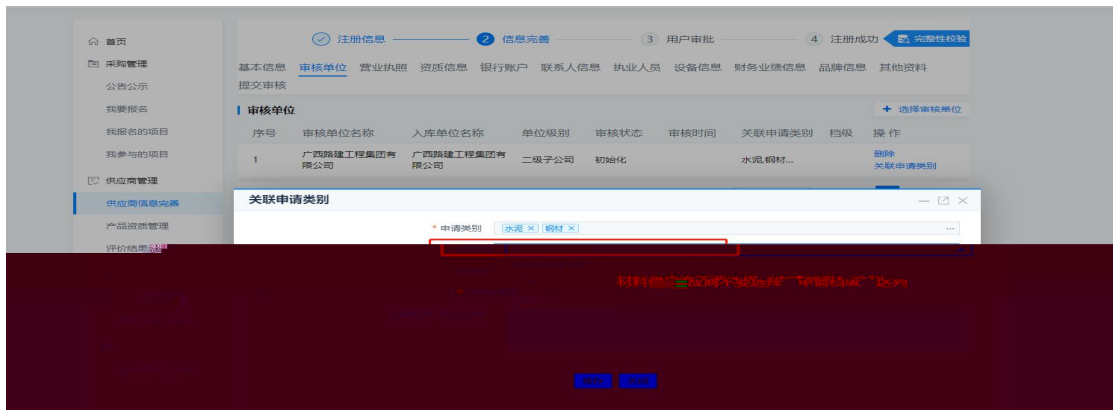 首页
采购管理
公告公示
我要报名
我报名的项目
我参与的项目
供应商管理
供应商信息完善
产品资质管理
评价结果
注册信息 2 信息完善 3 用户审批 4 注册成功 完整性校验
基本信息 审核单位 营业执照 资质信息 银行账户 联系人信息 执业人员 设备信息 财务业绩信息 品牌信息 其他资料
提交审核
审核单位 + 选择审核单位
序号 审核单位名称 入库单位名称 单位级别 审核状态 审核时间 关联申请类别 档级 操作
1 广西路建工程集团有限公司 广西路建工程集团有限公司 二级子公司 初始化 水泥,钢材... 删除
关联申请类别
关联申请类别
* 申请类别 水泥 × 钢材 × ...
材料供